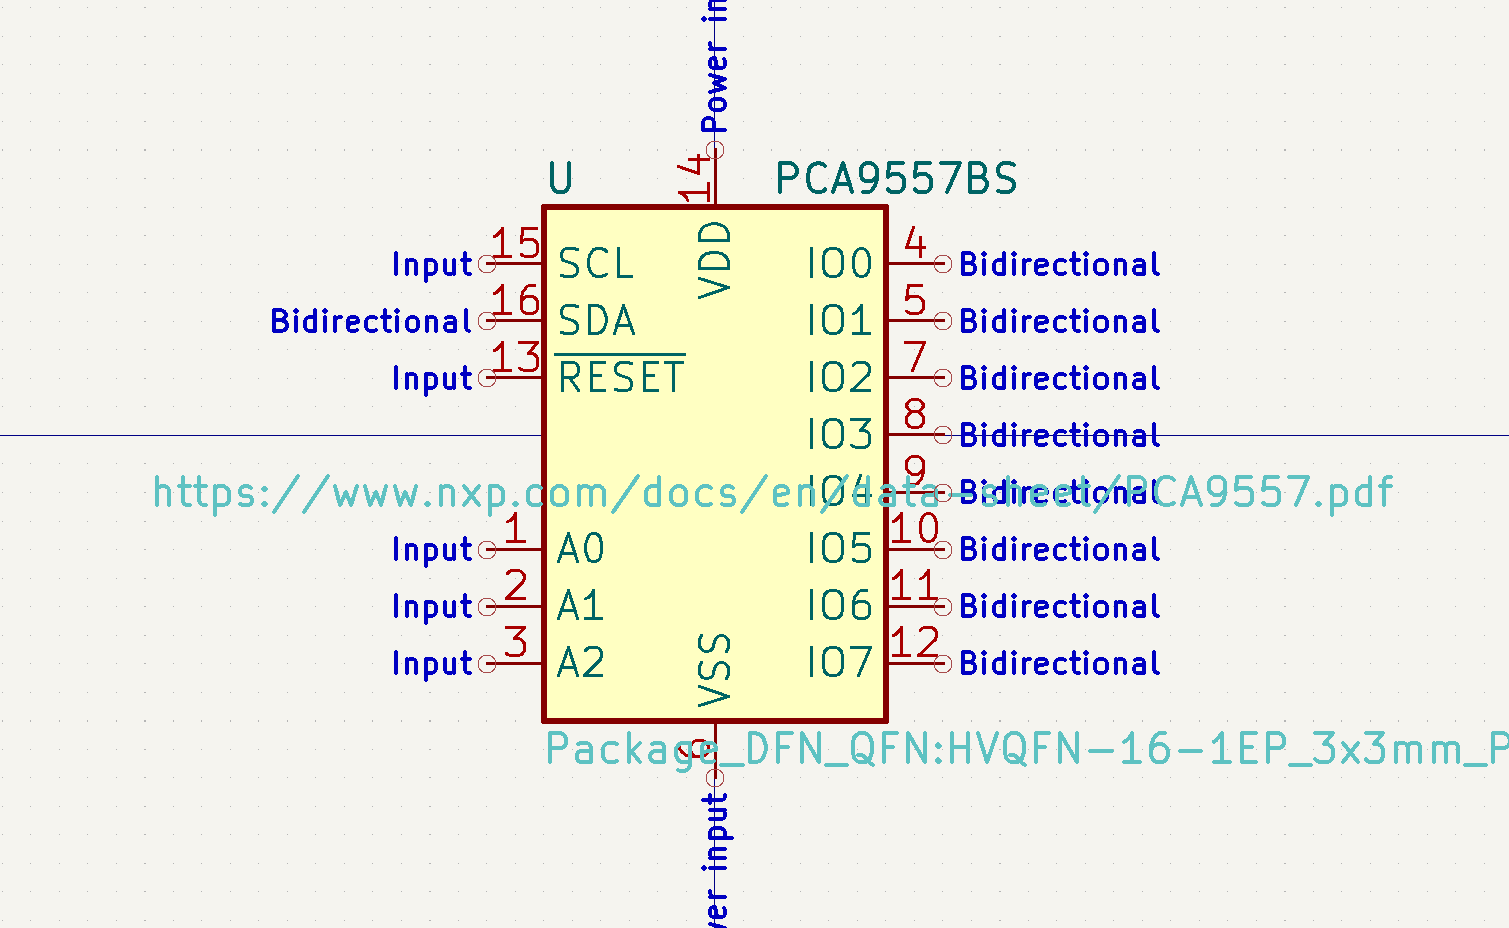 Power in
14
U
PCA9557BS
VDD
Input 15 SCL
Bidirectional 16 SDA
Input 13 RESET
Input 1 A0
Input 2 A1
Input 3 A2
IO0 4 Bidirectional
IO1 5 Bidirectional
IO2 7 Bidirectional
IO3 8 Bidirectional
IO4 9 Bidirectional
IO5 10 Bidirectional
IO6 11 Bidirectional
IO7 12 Bidirectional
https://www.nxp.com/docs/en/data-sheet/PCA9557.pdf
VSS
6
Package_DFN_QFN:HVQFN-16-1EP_3x3mm_P
wer input